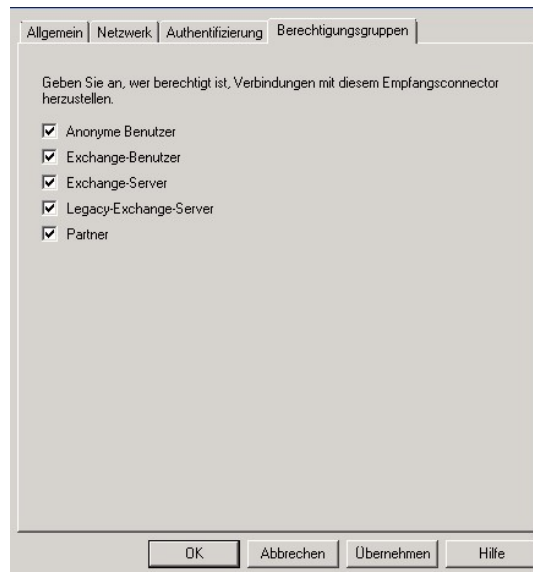 Allgemein Netzwerk Authentifizierung Berechtigungsgruppen
Geben Sie an, wer berechtigt ist, Verbindungen mit diesem Empfangsconnector
herzustellen.
Anonyme Benutzer
Exchange-Benutzer
Exchange-Server
Legacy-Exchange-Server
Partner
OK Abbrechen Übernehmen Hilfe